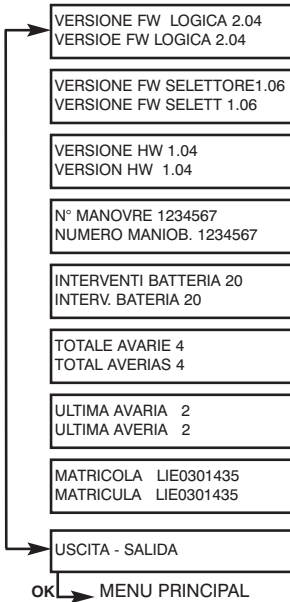 VERSIONE FW LOGICA 2.04
VERSIOE FW LOGICA 2.04
VERSIONE FW SELETTORE1.06
VERSIONE FW SELETT 1.06
VERSIONE HW 1.04
VERSION HW 1.04
N° MANOVRE 1234567
NUMERO MANIOB. 1234567
INTERVENTI BATTERIA 20
INTERV. BATERIA 20
TOTALE AVARIE 4
TOTAL AVERIAS 4
ULTIMA AVARIA 2
ULTIMA AVERIA 2
MATRICOLA LIE0301435
MATRICULA LIE0301435
USCITA - SALIDA
OK MENU PRINCIPAL